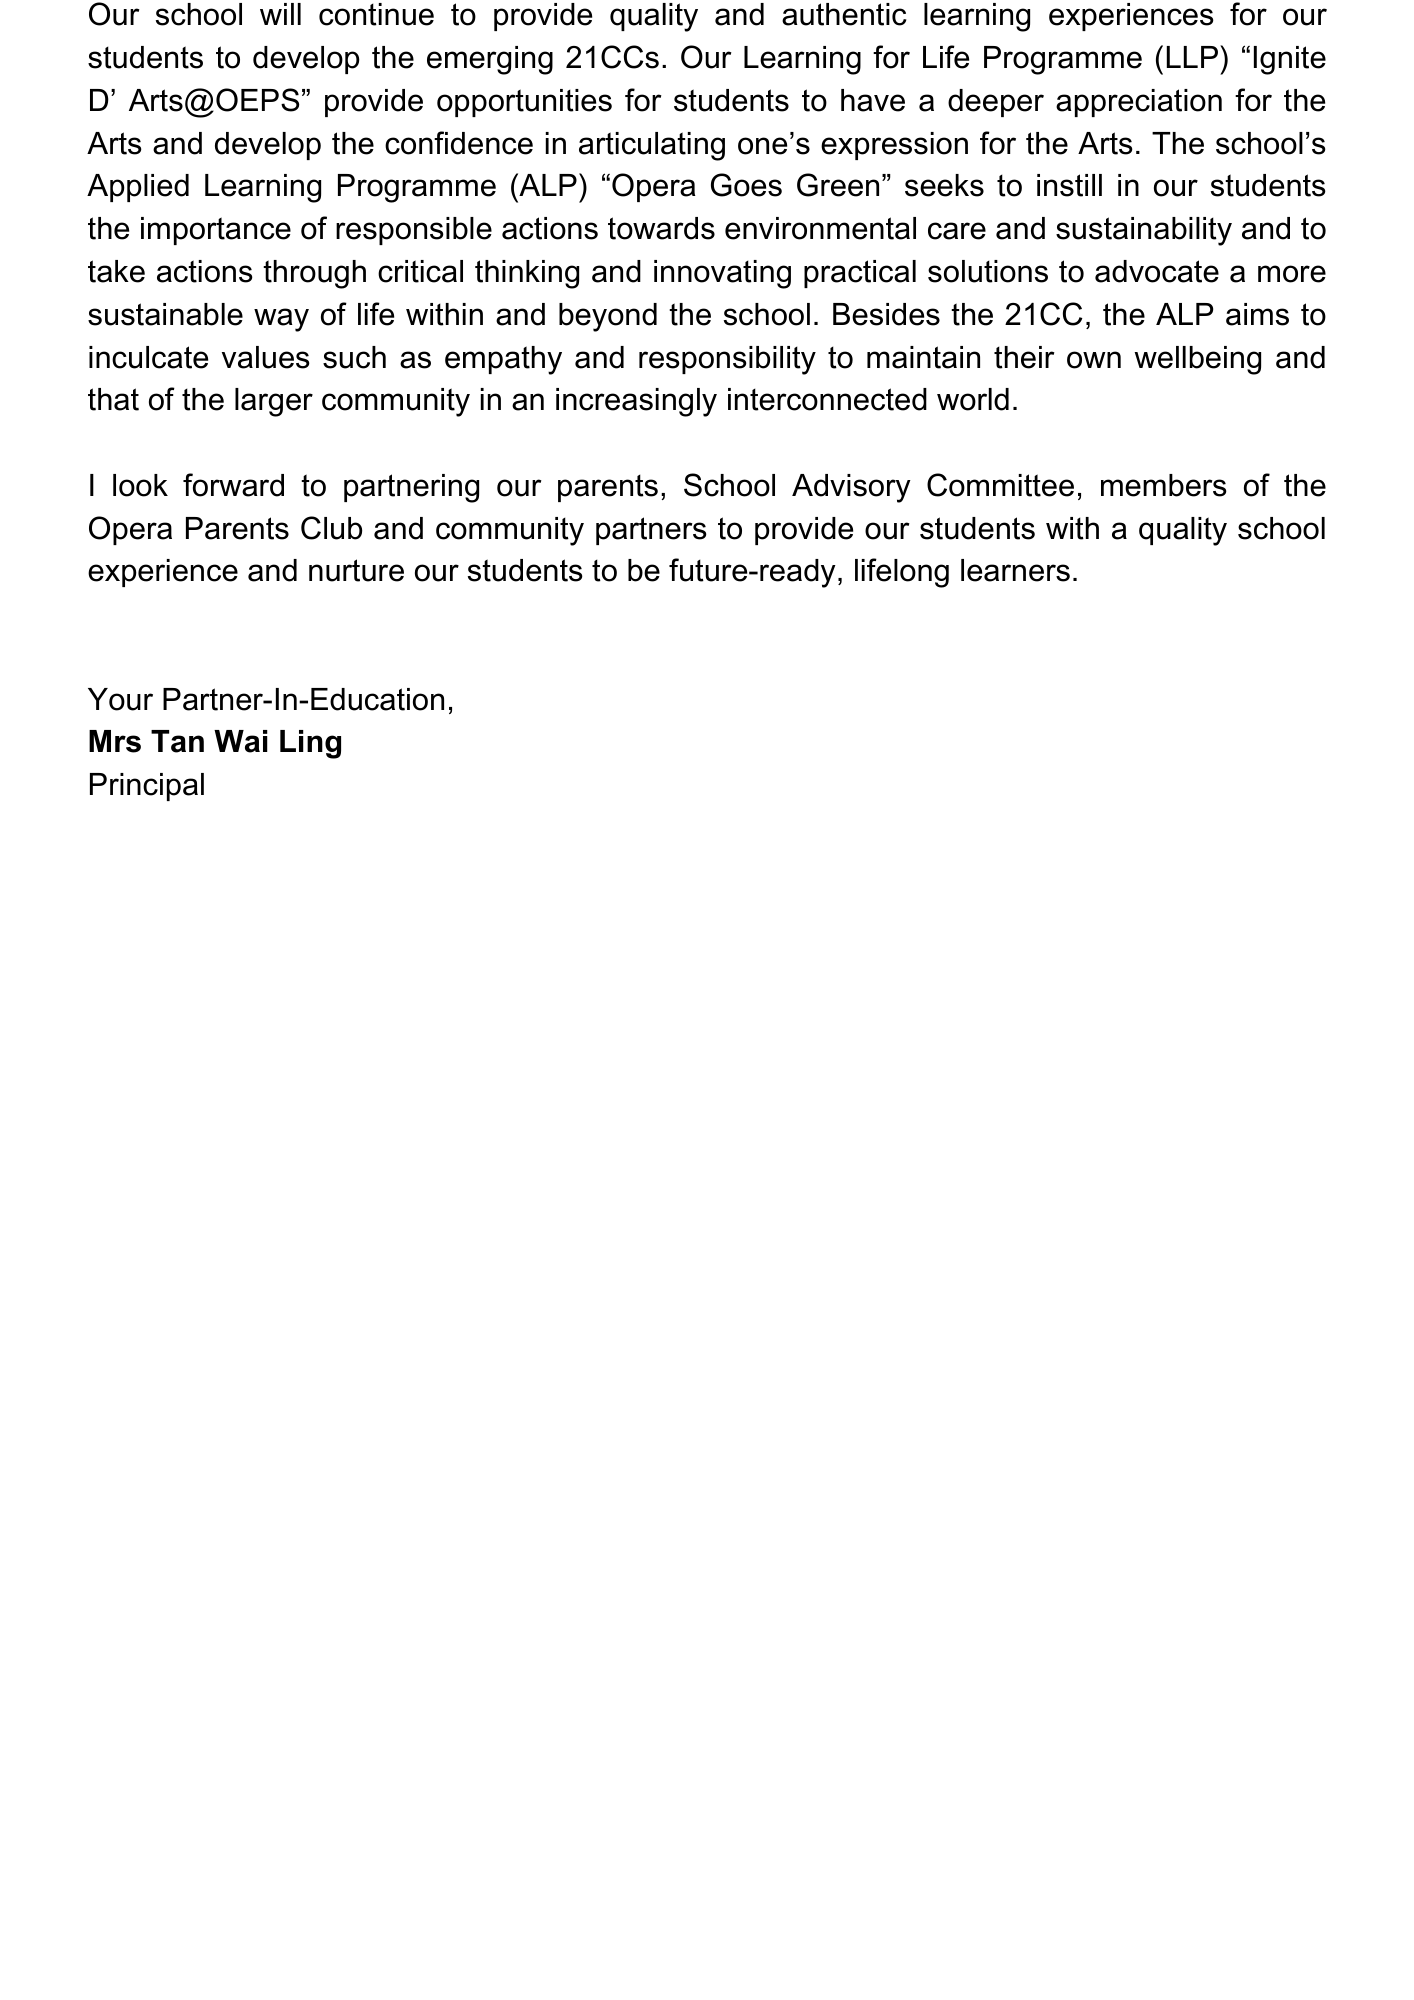 Our school will continue to provide quality and authentic learning experiences for our
students to develop the emerging 21CCs. Our Learning for Life Programme (LLP) “Ignite
D’ Arts@OEPS” provide opportunities for students to have a deeper appreciation for the
Arts and develop the confidence in articulating one’s expression for the Arts. The school’s
Applied Learning Programme (ALP) “Opera Goes Green” seeks to instill in our students
the importance of responsible actions towards environmental care and sustainability and to
take actions through critical thinking and innovating practical solutions to advocate a more
sustainable way of life within and beyond the school. Besides the 21CC, the ALP aims to
inculcate values such as empathy and responsibility to maintain their own wellbeing and
that of the larger community in an increasingly interconnected world.
I look forward to partnering our parents, School Advisory Committee, members of the
Opera Parents Club and community partners to provide our students with a quality school
experience and nurture our students to be future-ready, lifelong learners.
Your Partner-In-Education,
Mrs Tan Wai Ling
Principal